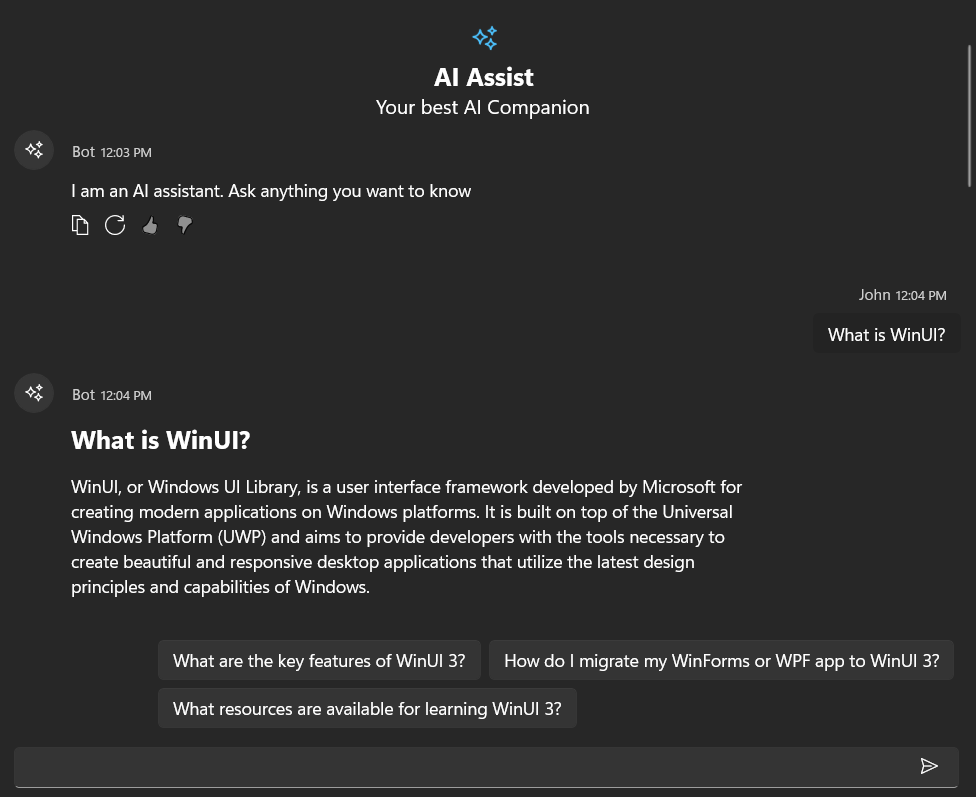 AI Assist
Your best AI Companion
Bot 12:03 PM
I am an AI assistant. Ask anything you want to know
John 12:04 PM
What is WinUI?
Bot 12:04 PM
What is WinUI?
WinUI, or Windows UI Library, is a user interface framework developed by Microsoft for
creating modern applications on Windows platforms. It is built on top of the Universal
Windows Platform (UWP) and aims to provide developers with the tools necessary to
create beautiful and responsive desktop applications that utilize the latest design
principles and capabilities of Windows.
What are the key features of WinUI 3?
How do I migrate my WinForms or WPF app to WinUI 3?
What resources are available for learning WinUI 3?